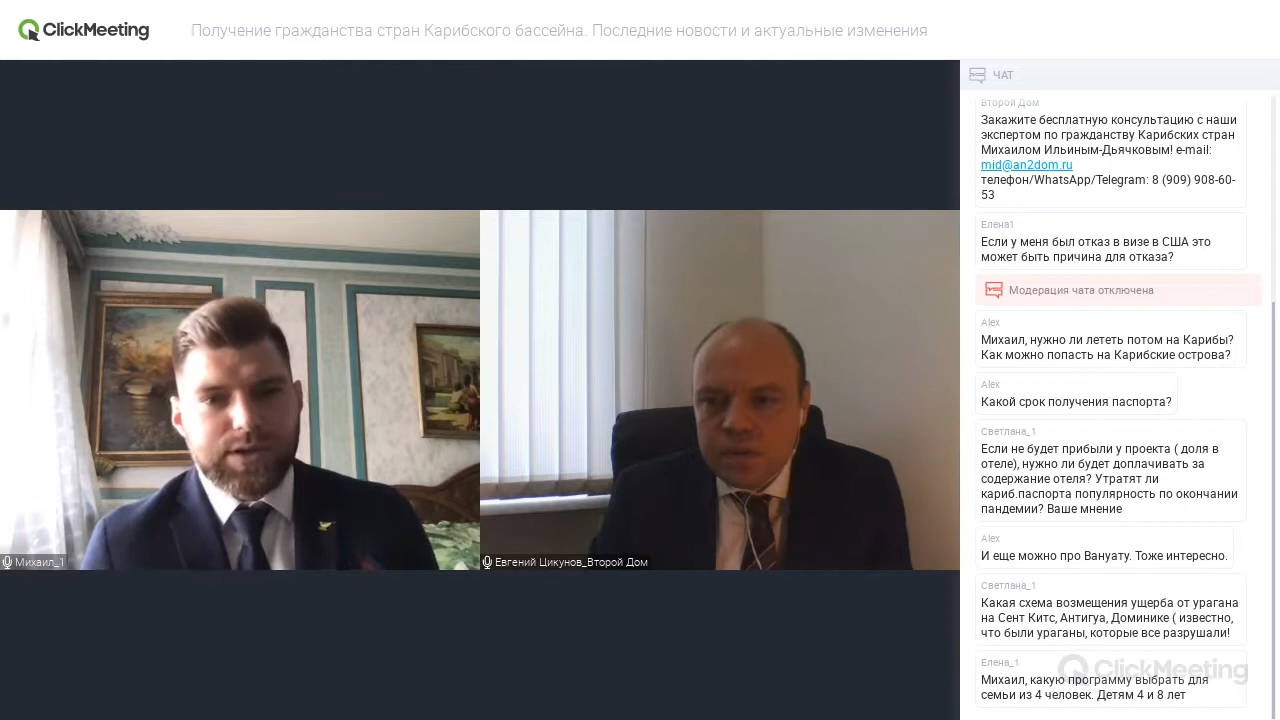 ClickMeeting
Получение гражданства стран Карибского бассейна. Последние новости и актуальные изменения
ЧАТ
Второй Дом
Закажите бесплатную консультацию с наши
экспертом по гражданству Карибских стран
Михаилом Ильиным-Дьячковым! e-mail:
mid@an2dom.ru
телефон/WhatsApp/Telegram: 8 (909) 908-60-
53
Елена1
Если у меня был отказ в визе в США это
может быть причина для отказа?
Модерация чата отключена
Alex
Михаил, нужно ли лететь потом на Карибы?
Как можно попасть на Карибские острова?
Alex
Какой срок получения паспорта?
Светлана_1
Если не будет прибыли у проекта ( доля в
отеле), нужно ли будет доплачивать за
содержание отеля? Утратят ли
кариб.паспорта популярность по окончании
пандемии? Ваше мнение
Alex
И еще можно про Вануату. Тоже интересно.
Светлана_1
Какая схема возмещения ущерба от урагана
на Сент Китс, Антигуа, Доминике ( известно,
что были ураганы, которые все разрушали!
Елена_1
Михаил, какую программу выбрать для
семьи из 4 человек. Детям 4 и 8 лет
ClickMeeting
Михаил_1
Евгений Цикунов_Второй Дом